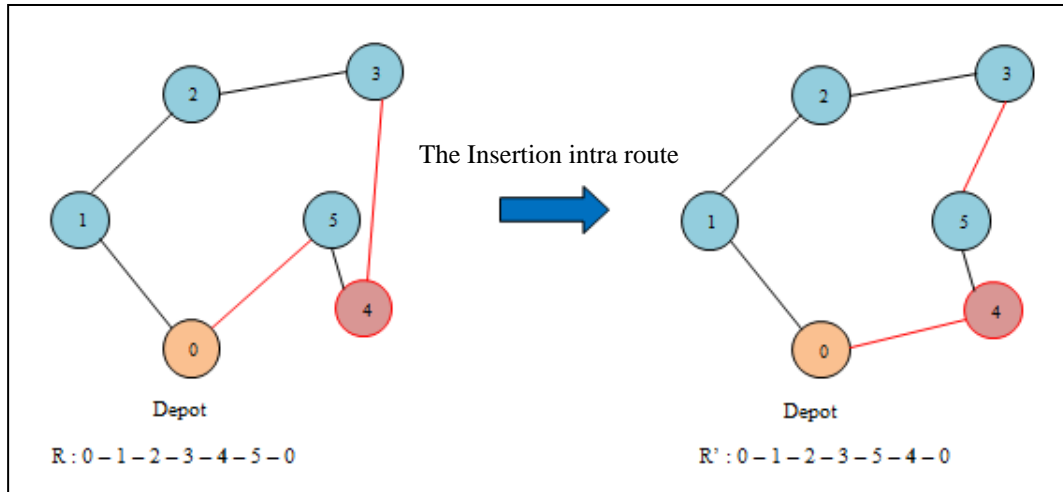 3
2
The Insertion intra route
1
5
4
0
Depot
R : 0 – 1 – 2 – 3 – 4 – 5 – 0
3
2
1
5
4
0
Depot
R’ : 0 – 1 – 2 – 3 – 5 – 4 – 0